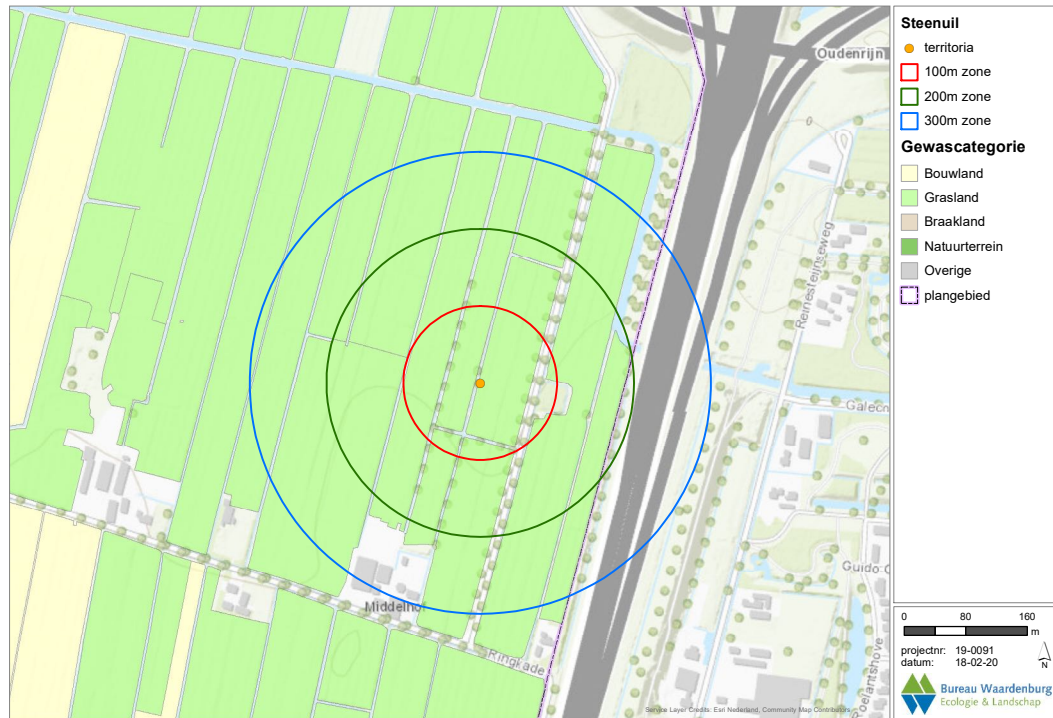 Oudenrijn
Reinesteijnseweg
Galecop
Guido G
Roelantshove
Middelhof
Ringkade
Service Layer Credits: Esri Nederland, Community Map Contributors
Steenuil
territoria
100m zone
200m zone
300m zone
Gewascategorie
Bouwland
Grasland
Braakland
Natuurterrein
Overige
plangebied
0 80 160
m
projectnr: 19-0091
datum: 18-02-20
N
Bureau Waardenburg
Ecologie & Landschap